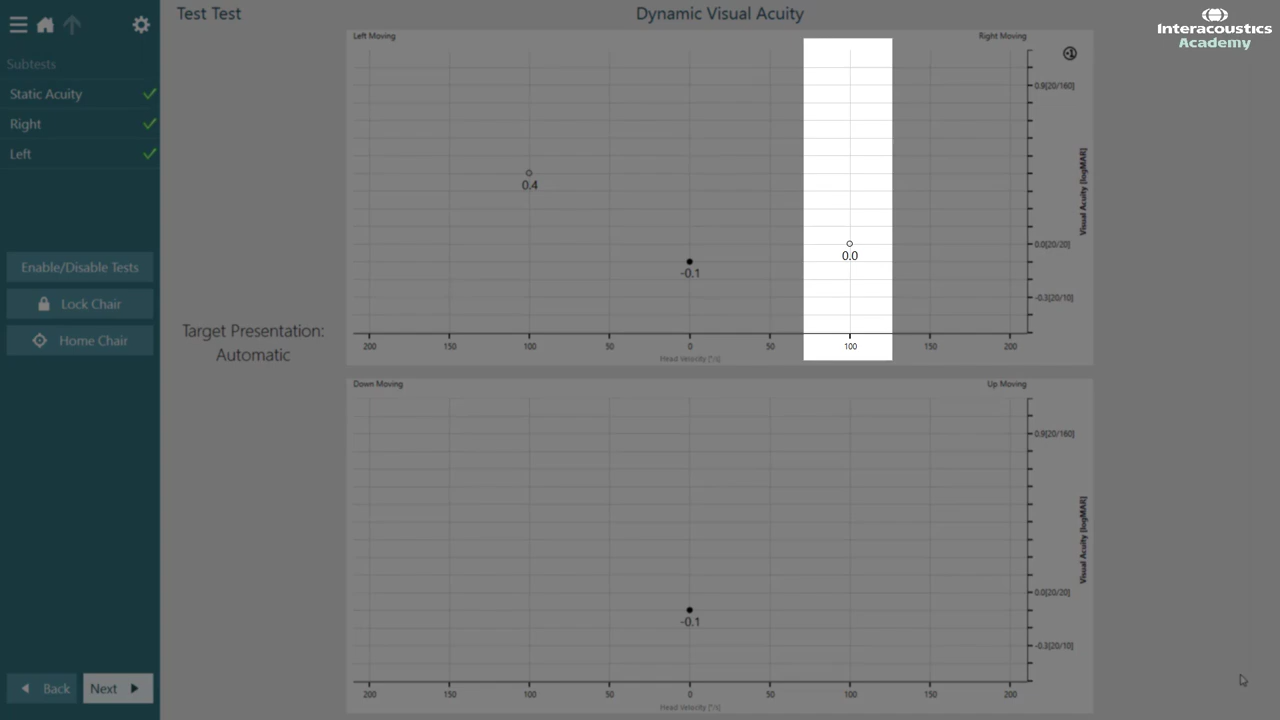 Test Test
Dynamic Visual Acuity
Interacoustics
Academy
Subtests
Static Acuity
Right
Left
Enable/Disable Tests
Lock Chair
Home Chair
Target Presentation:
Automatic
Left Moving
Right Moving
0.9[20/160]
0.4
0.0[20/20]
0.0
-0.1
-0.3[20/10]
Visual Acuity [logMAR]
200 150 100 50 0 50 100 150 200
Head Velocity [°/s]
Down Moving
Up Moving
0.9[20/160]
0.0[20/20]
-0.1
-0.3[20/10]
Visual Acuity [logMAR]
200 150 100 50 0 50 100 150 200
Head Velocity [°/s]
Back
Next